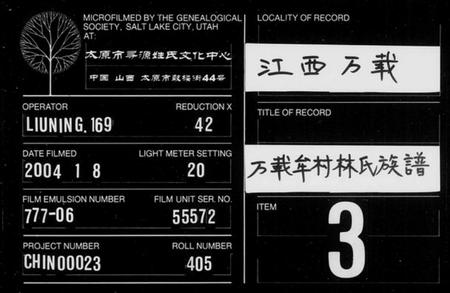 MICROFILMED BY THE GENEALOGICAL
SOCIETY, SALT LAKE CITY, UTAH
AT:
太原市寻源姓氏文化中心
中国 山西 太原市鼓楼街44号
OPERATOR
LIUNING.169
REDUCTION X
42
DATE FILMED
2004 1 8
LIGHT METER SETTING
20
FILM EMULSION NUMBER
777-06
FILM UNIT SER. NO.
55572
PROJECT NUMBER
CHIN00023
ROLL NUMBER
405
LOCALITY OF RECORD
江西 万载
TITLE OF RECORD
万载牟村林氏族譜
ITEM
3